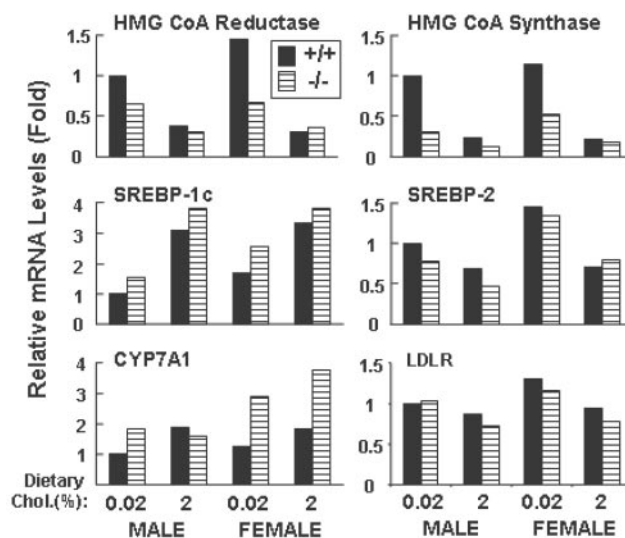 HMG CoA Reductase
HMG CoA Synthase
+/+
-/-
1.5
1
0.5
0
1.5
1
0.5
0
SREBP-1c
SREBP-2
4
3
2
1
0
1.5
1
0.5
0
CYP7A1
LDLR
4
3
2
1
1.5
1
0.5
0
Relative mRNA Levels (Fold)
Dietary
Chol.(%): 0.02 2 0.02 2 0.02 2 0.02 2
MALE FEMALE MALE FEMALE